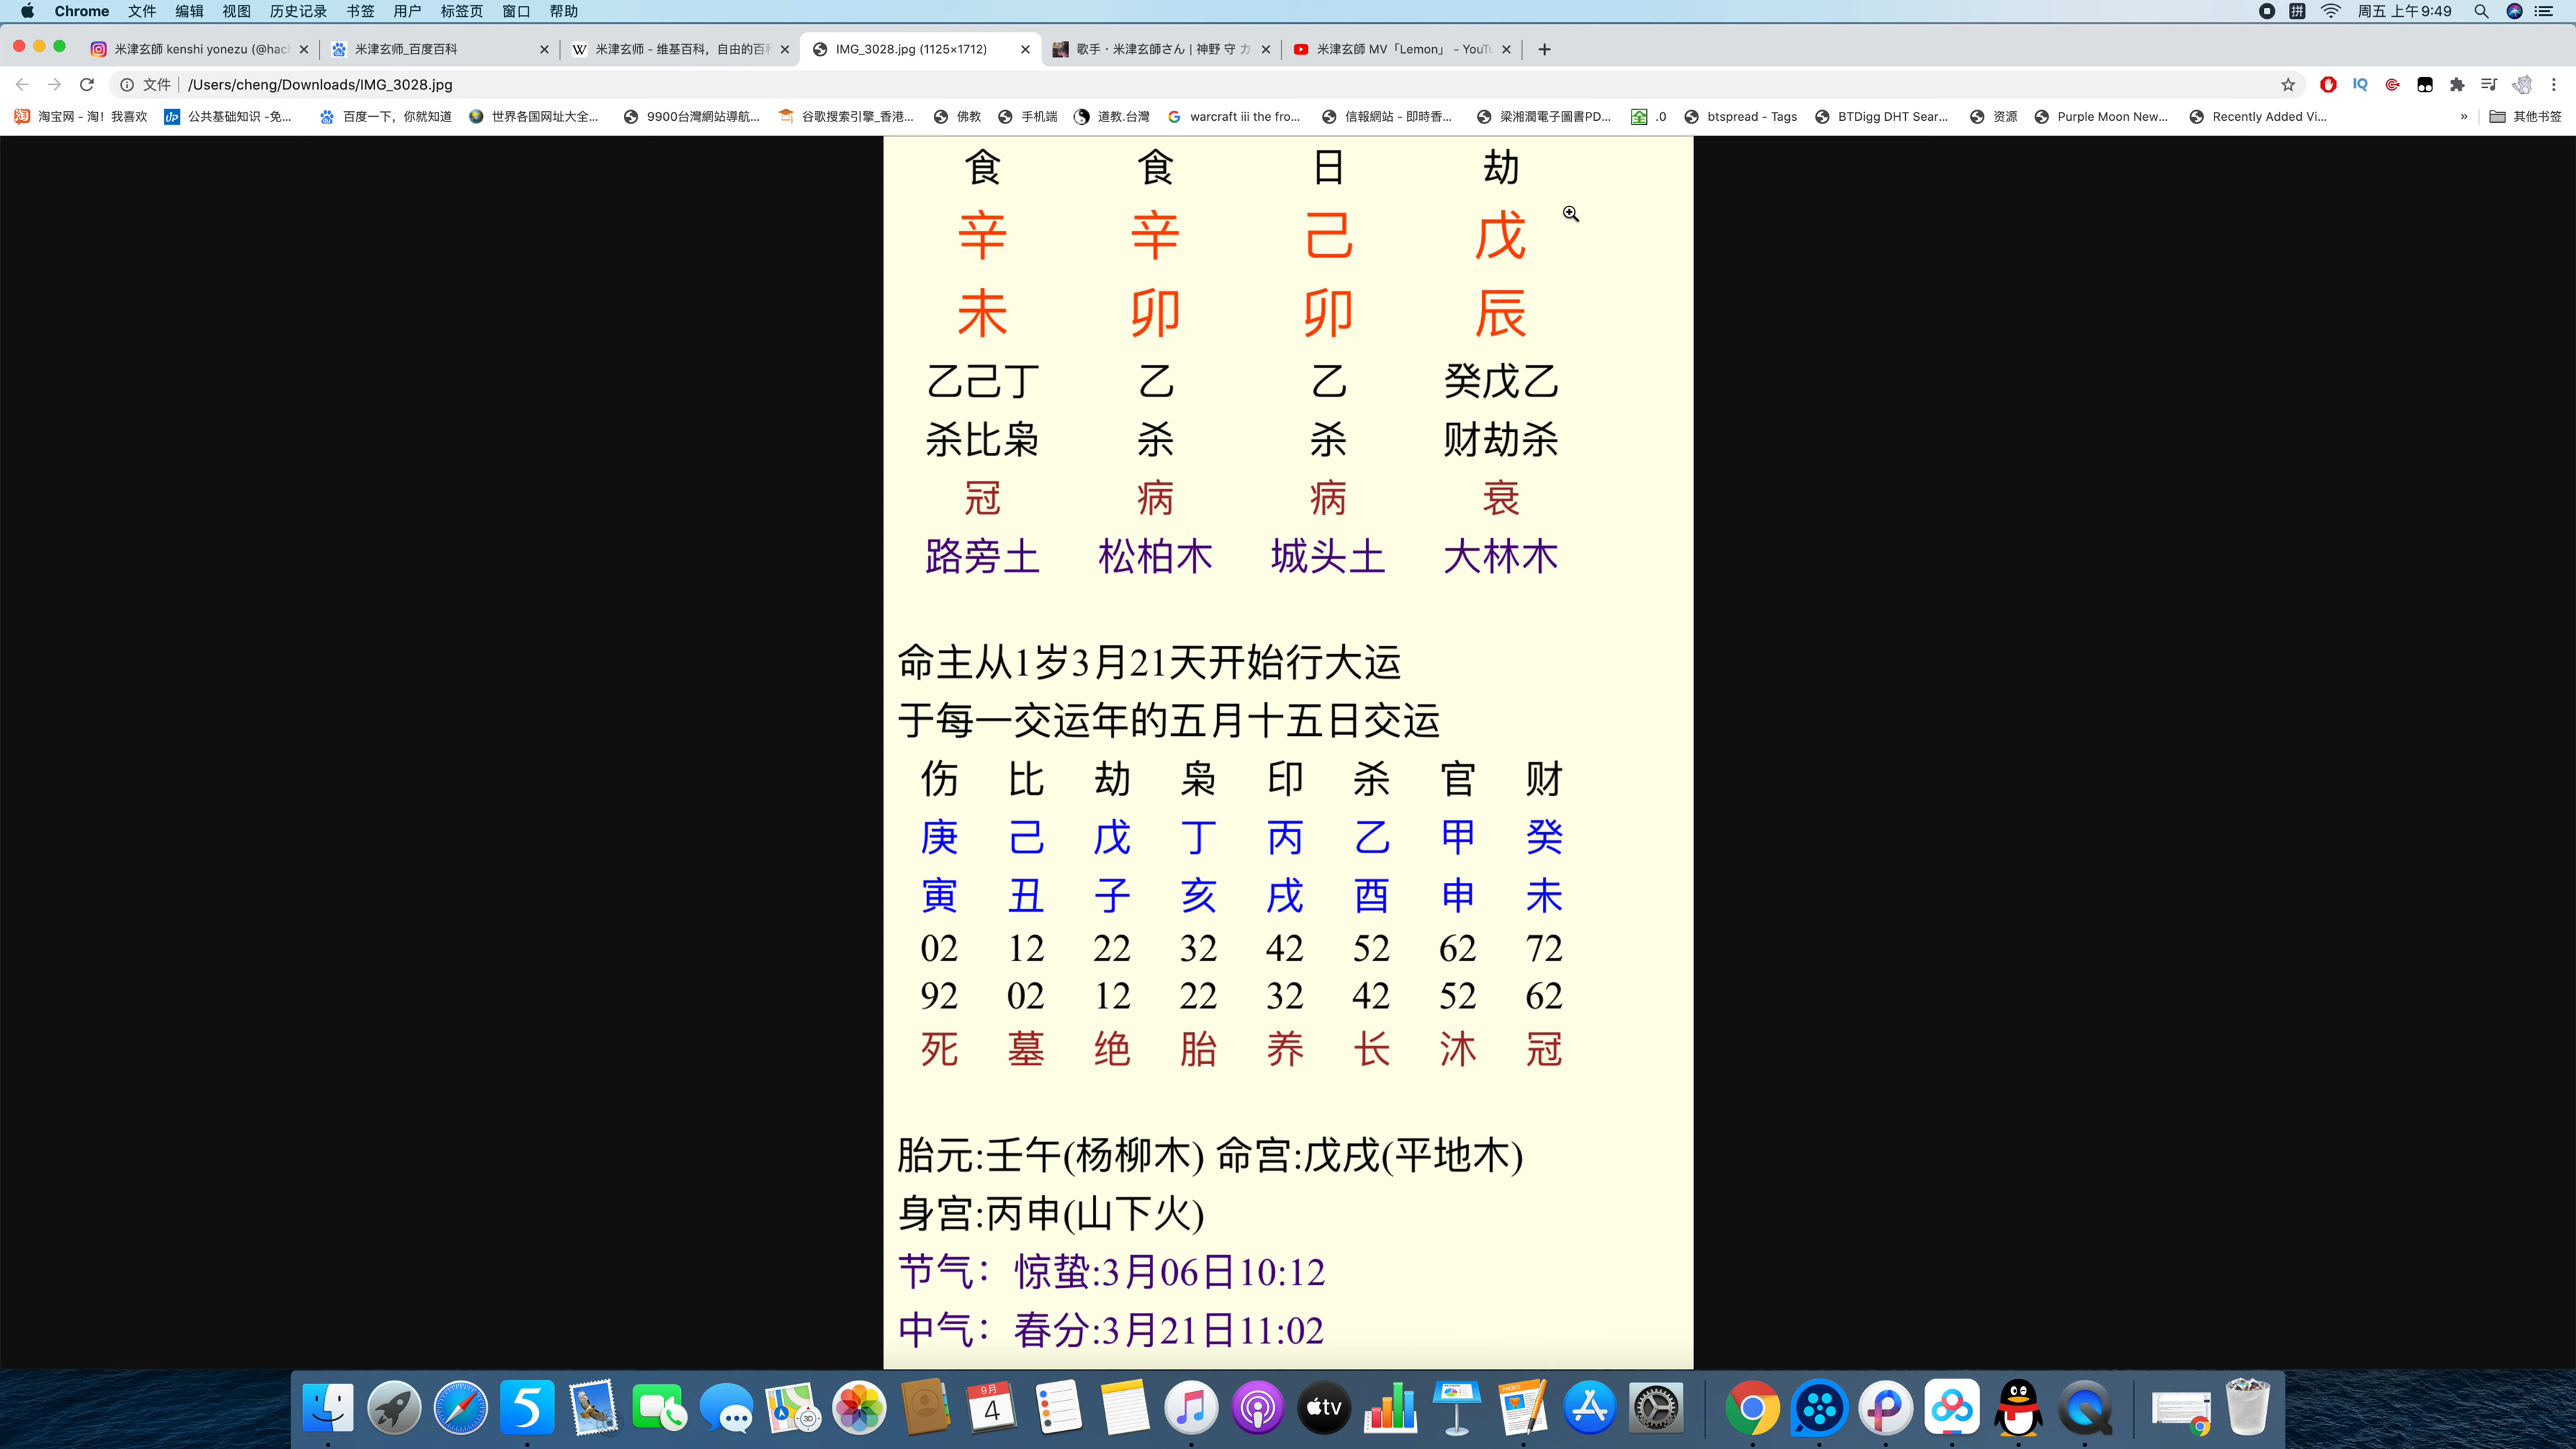 Chrome 文件 编辑 视图 历史记录 书签 用户 标签页 窗口 帮助 拼 周五 上午9:49
米津玄師 kenshi yonezu (@hac 米津玄师_百度百科 W 米津玄师 - 维基百科，自由的百科 IMG_3028.jpg (1125×1712) 歌手・米津玄師さん | 神野 守 力 米津玄師 MV「Lemon」 - YouTu
文件 /Users/cheng/Downloads/IMG_3028.jpg IQ
淘 淘宝网 - 淘！我喜欢 公共基础知识 -免... 百度一下，你就知道 世界各国网址大全... 9900台灣網站導航... 谷歌搜索引擎_香港... 佛教 手机端 道教.台灣 warcraft iii the fro... 信報網站 - 即時香... 梁湘潤電子圖書PD... 全 .0 btspread - Tags BTDigg DHT Sear... 资源 Purple Moon New... Recently Added Vi... » 其他书签
食 食 日 劫
辛 辛 己 戊
未 卯 卯 辰
乙己丁 乙 乙 癸戊乙
杀比枭 杀 杀 财劫杀
冠 病 病 衰
路旁土 松柏木 城头土 大林木
命主从1岁3月21天开始行大运
于每一交运年的五月十五日交运
伤 比 劫 枭 印 杀 官 财
庚 己 戊 丁 丙 乙 甲 癸
寅 丑 子 亥 戌 酉 申 未
02 12 22 32 42 52 62 72
92 02 12 22 32 42 52 62
死 墓 绝 胎 养 长 沐 冠
胎元:壬午(杨柳木) 命宫:戊戌(平地木)
身宫:丙申(山下火)
节气：惊蛰:3月06日10:12
中气：春分:3月21日11:02
5 3D 9月 4 tv PAGES